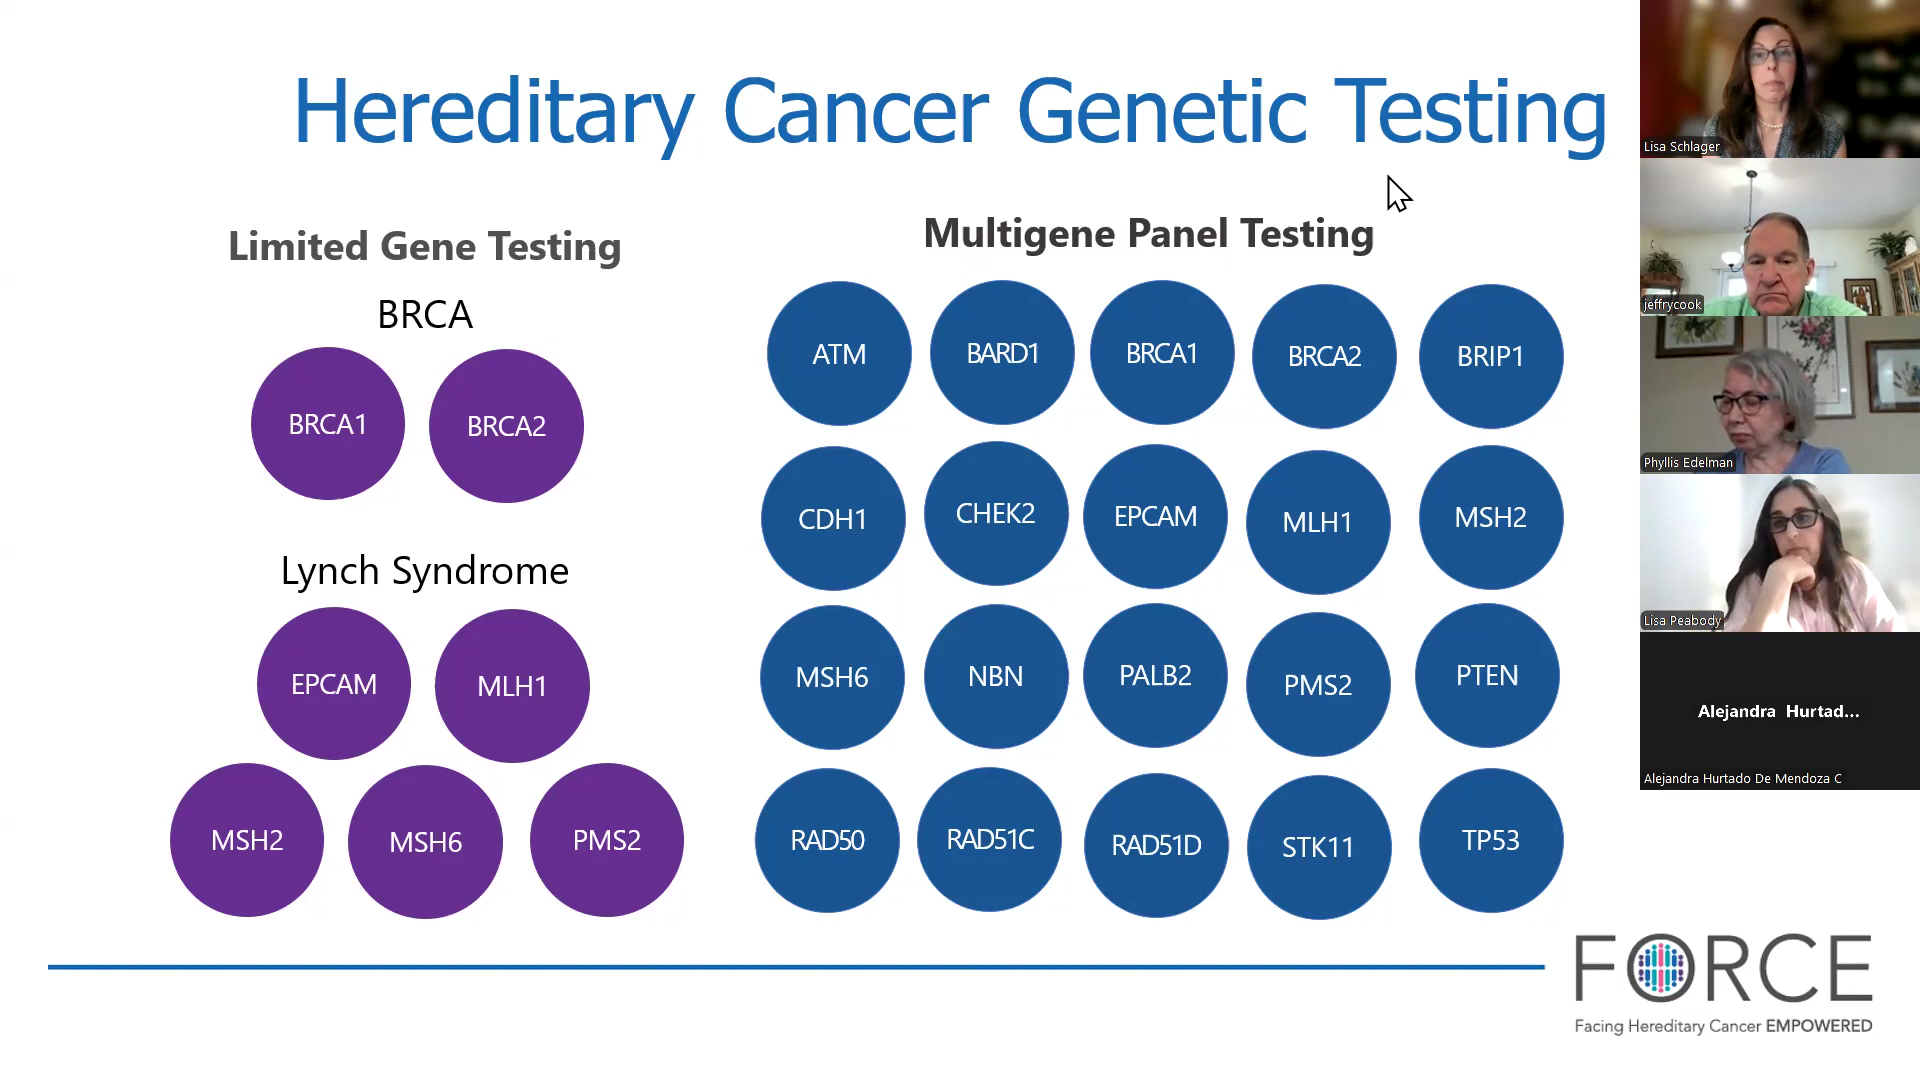 Hereditary Cancer Genetic Testing
Limited Gene Testing
BRCA
BRCA1
BRCA2
Lynch Syndrome
EPCAM
MLH1
MSH2
MSH6
PMS2
Multigene Panel Testing
ATM
BARD1
BRCA1
BRCA2
BRIP1
CDH1
CHEK2
EPCAM
MLH1
MSH2
MSH6
NBN
PALB2
PMS2
PTEN
RAD50
RAD51C
RAD51D
STK11
TP53
FORCE
Facing Hereditary Cancer EMPOWERED
Lisa Schlager
jeffrycook
Phyllis Edelman
Lisa Peabody
Alejandra Hurtad...
Alejandra Hurtado De Mendoza C